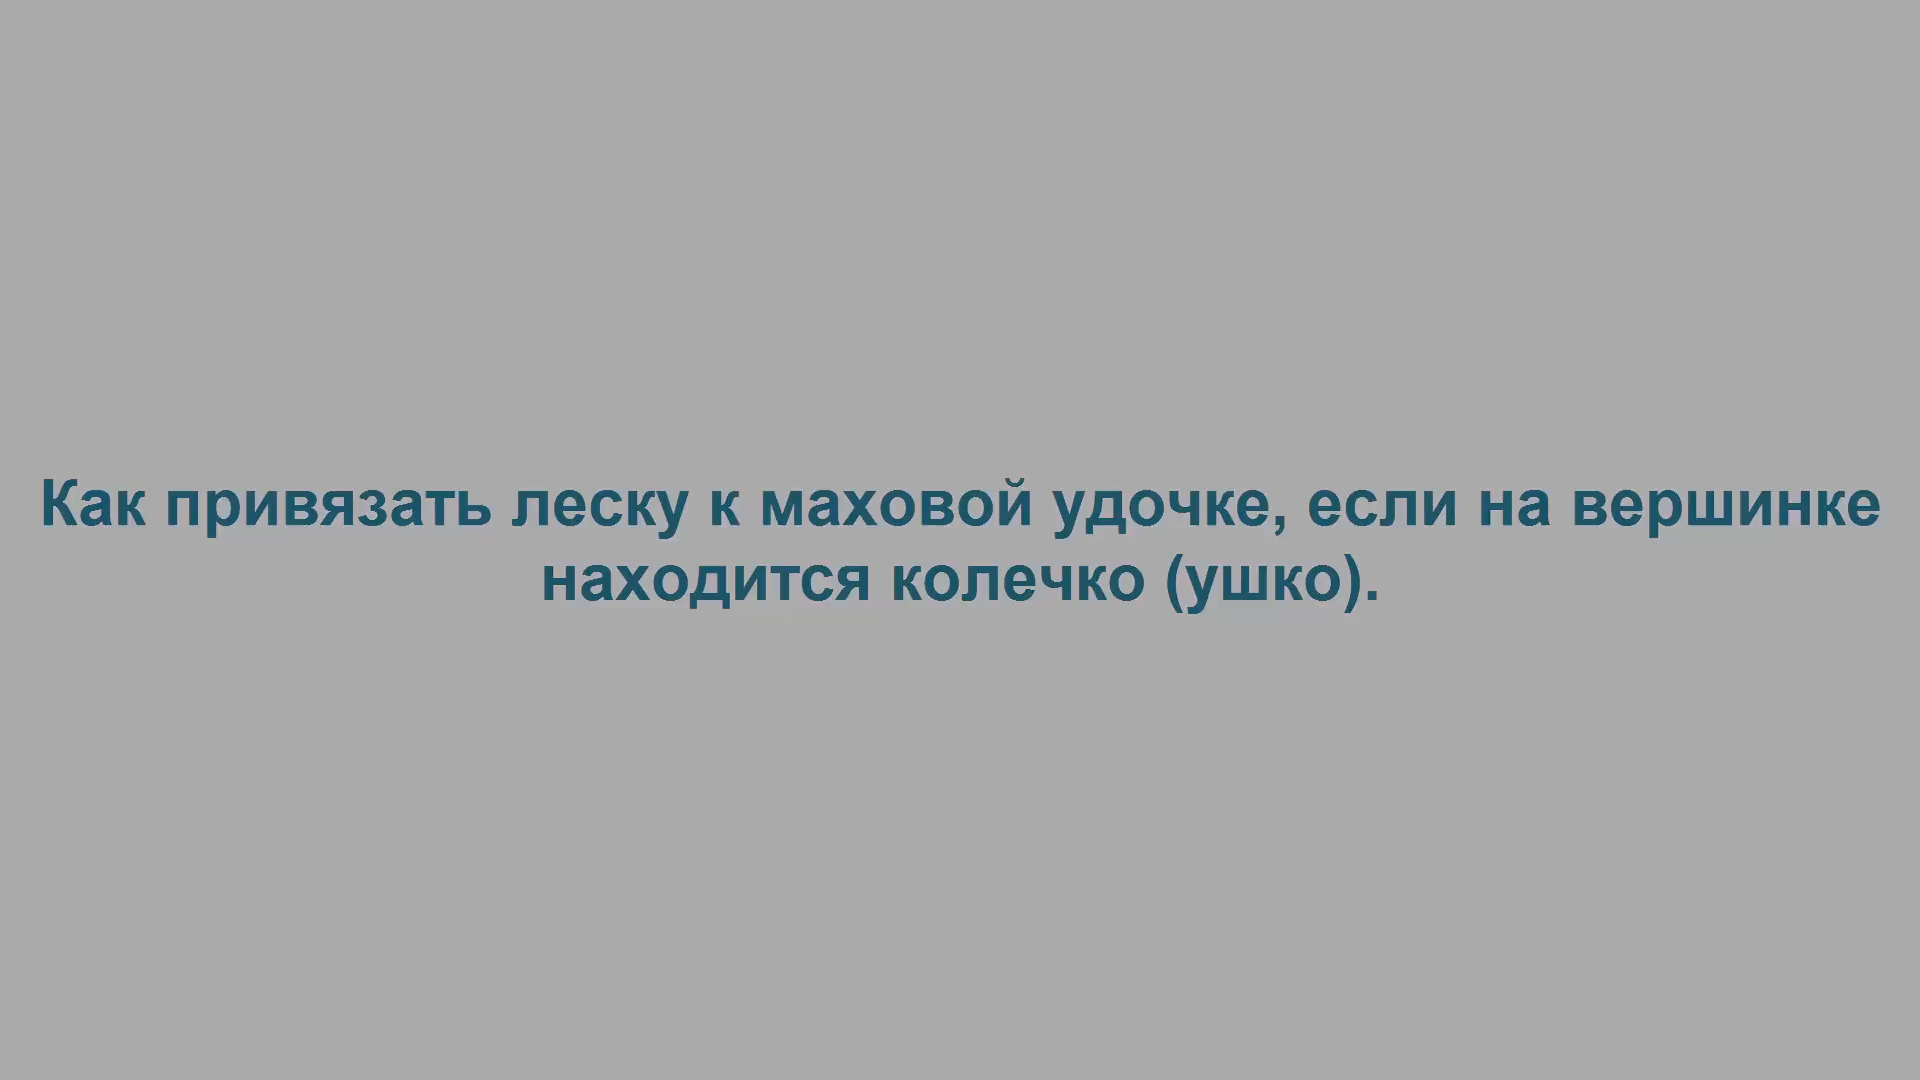 Как привязать леску к маховой удочке, если на вершинке
находится колечко (ушко).